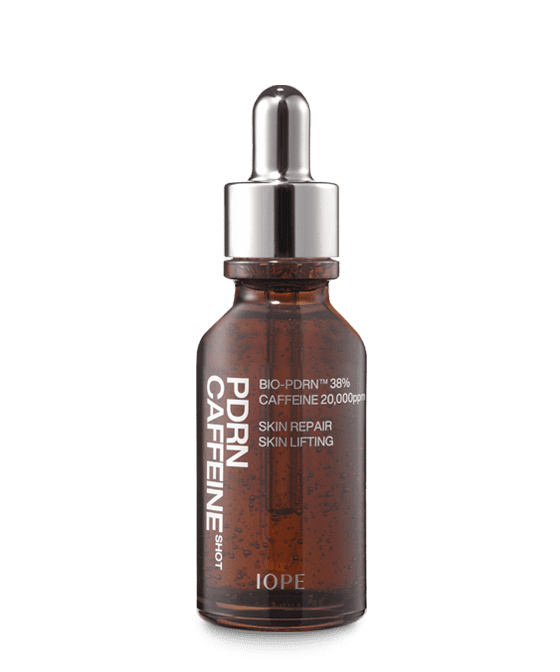 PDRN
CAFFEINE SHOT
BIO-PDRN™ 38%
CAFFEINE 20,000ppm
SKIN REPAIR
SKIN LIFTING
IOPE